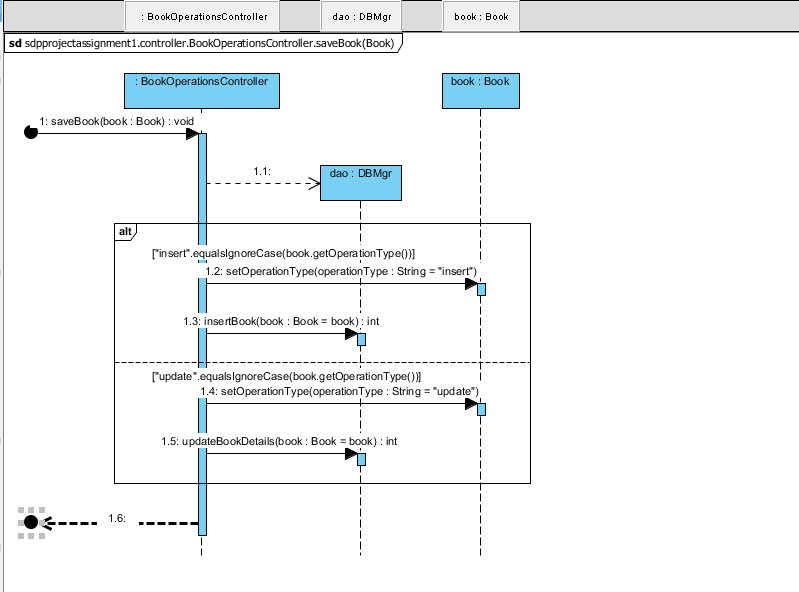 : BookOperationsController dao : DBMgr book : Book
sd sdpprojectassignment1.controller.BookOperationsController.saveBook(Book)
: BookOperationsController book : Book
1: saveBook(book : Book) : void
1.1:
dao : DBMgr
alt
["insert".equalsIgnoreCase(book.getOperationType())]
1.2: setOperationType(operationType : String = "insert")
1.3: insertBook(book : Book = book) : int
["update".equalsIgnoreCase(book.getOperationType())]
1.4: setOperationType(operationType : String = "update")
1.5: updateBookDetails(book : Book = book) : int
1.6: